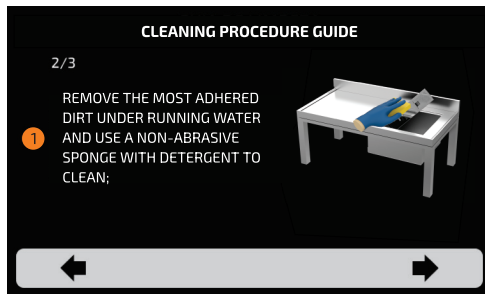 CLEANING PROCEDURE GUIDE
2/3
REMOVE THE MOST ADHERED
DIRT UNDER RUNNING WATER
1 AND USE A NON-ABRASIVE
SPONGE WITH DETERGENT TO
CLEAN;